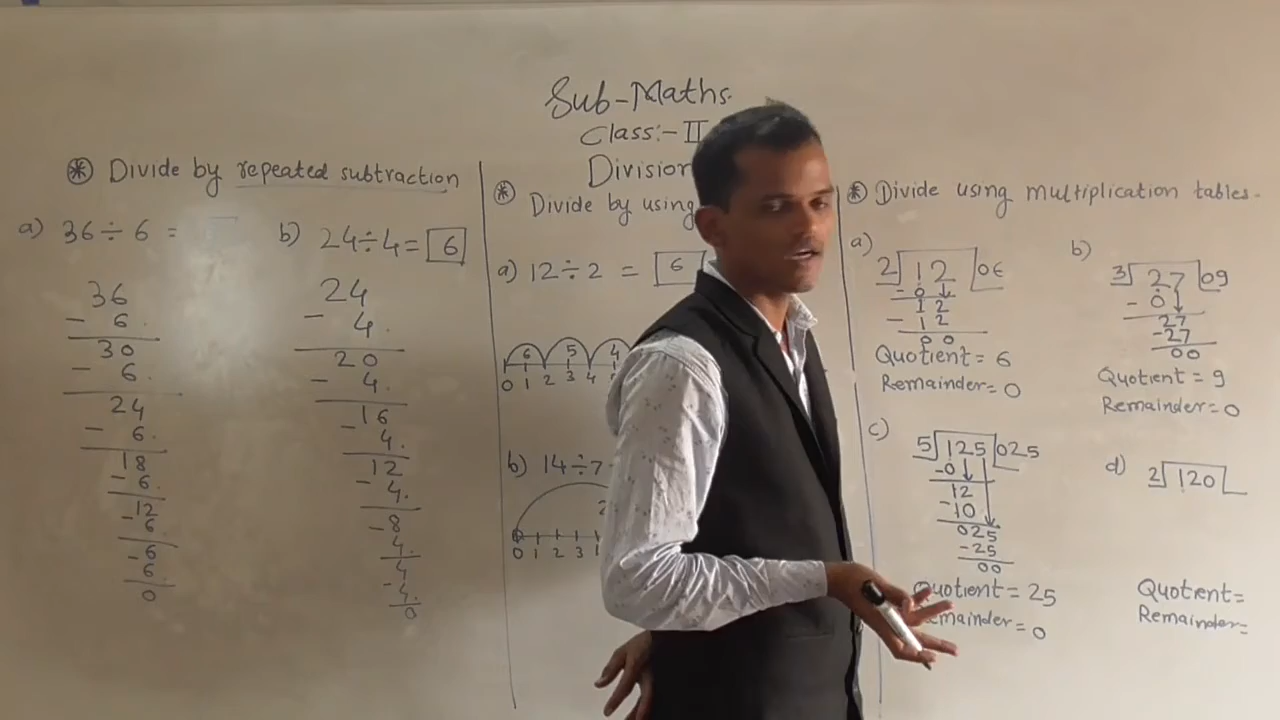 Sub-Maths
Class:- II
Division
⊛ Divide by repeated subtraction
a) 36 ÷ 6 =
36
- 6.
30
- 6.
24
- 6.
18
- 6.
12
- 6.
- 6
6.
0
b) 24 ÷ 4 = 6
24
- 4.
20
- 4.
- 16
4.
12
- 4.
- 8
4.
4
- 4.
0
⊛ Divide by using
a) 12 ÷ 2 = 6
6 5 4
0 1 2 3 4
b) 14 ÷ 7
2
0 1 2 3
⊛ Divide using multiplication tables.
a)
2 12 06
- 0
12
- 12
00
Quotient = 6
Remainder = 0
b)
3 27 09
- 0
27
- 27
00
Quotient = 9
Remainder = 0
c)
5 125 025
- 0
12
- 10
025
- 25
00
Quotient = 25
emainder = 0
d)
2 120
Quotient =
Remainder =